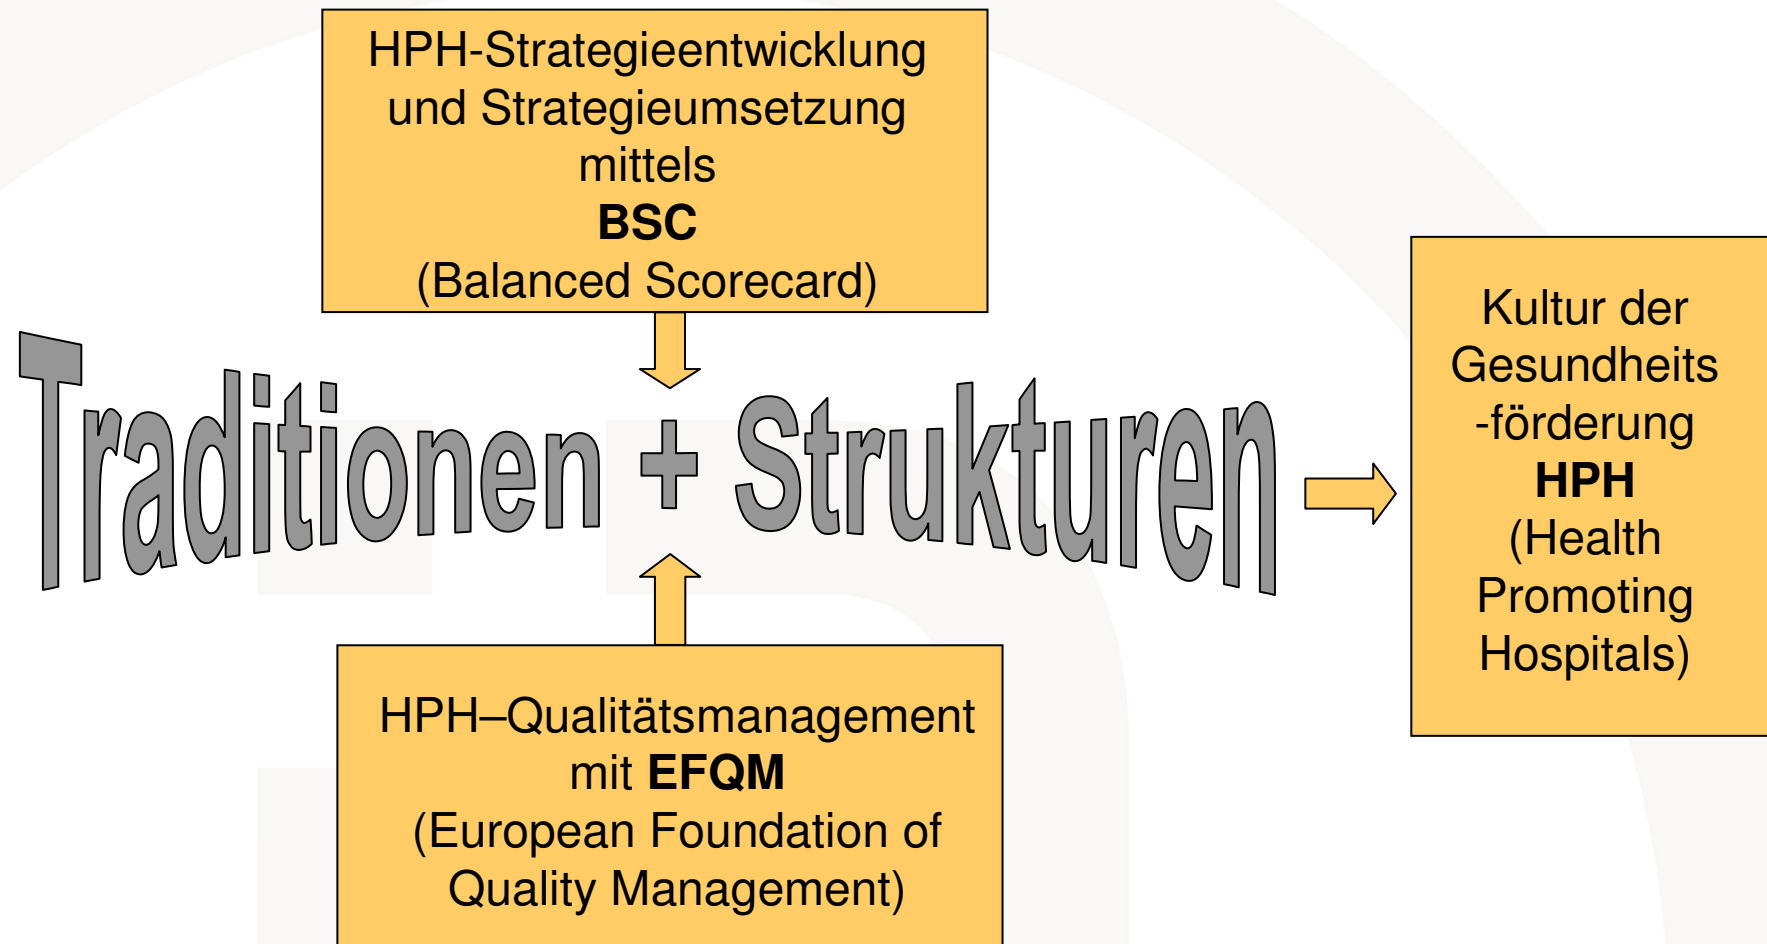 HPH-Strategieentwicklung
und Strategieumsetzung
mittels
BSC
(Balanced Scorecard)
Traditionen + Strukturen
HPH–Qualitätsmanagement
mit EFQM
(European Foundation of
Quality Management)
Kultur der
Gesundheits
-förderung
HPH
(Health
Promoting
Hospitals)